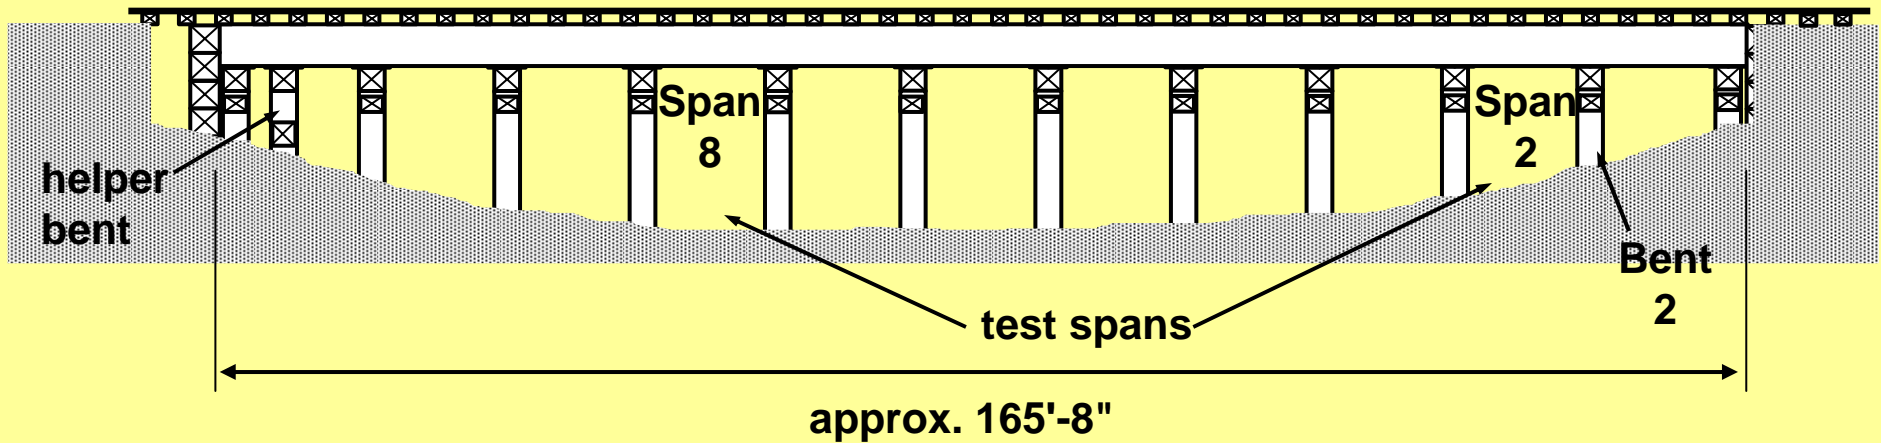 Span
8
Span
2
helper
bent
Bent
2
test spans
approx. 165'-8"